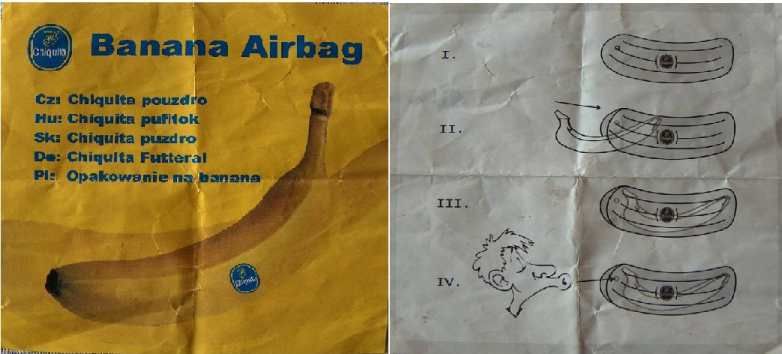 Chiquita
Banana Airbag
Cz: Chiquita pouzdro
Hu: Chiquita puffitok
Sk: Chiquita puzdro
De: Chiquita Futteral
Pl: Opakowanie na banana
Chiquita
I.
II.
III.
IV.